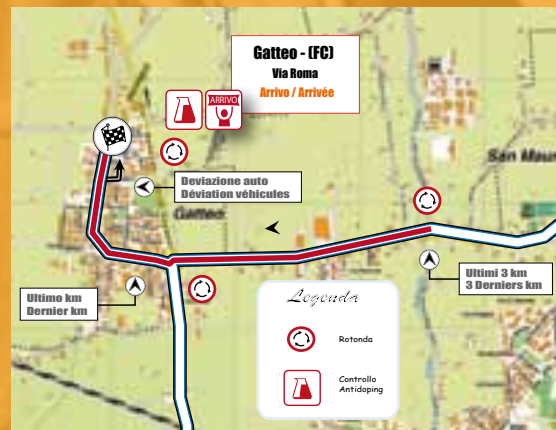 Gatteo - (FC)
Via Roma
Arrivo / Arrivée
ARRIVO
Deviazione auto
Déviation véhicules
Gatteo
San Mau
Ultimo km
Dernier km
Ultimi 3 km
3 Derniers km
Legenda
Rotonda
Controllo
Antidoping